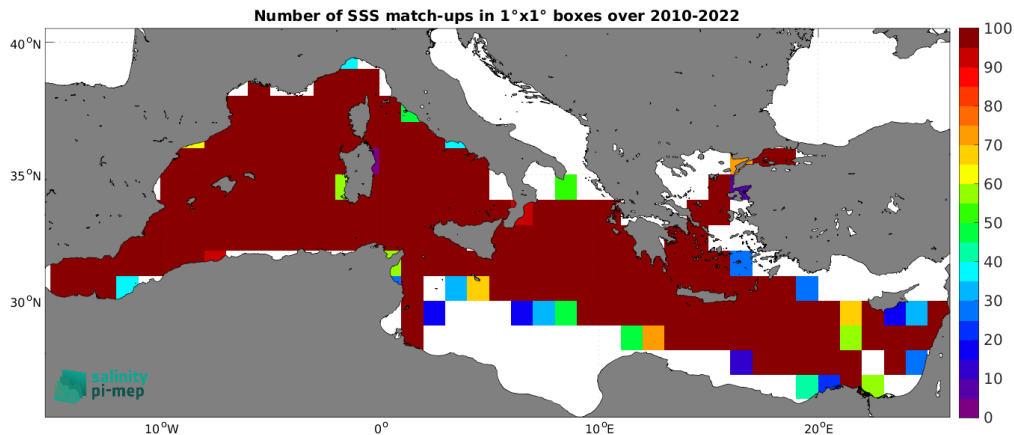 Number of SSS match-ups in 1°x1° boxes over 2010-2022
40°N
35°N
30°N
10°W
0°
10°E
20°E
100
90
80
70
60
50
40
30
20
10
0
salinity
pi-mep